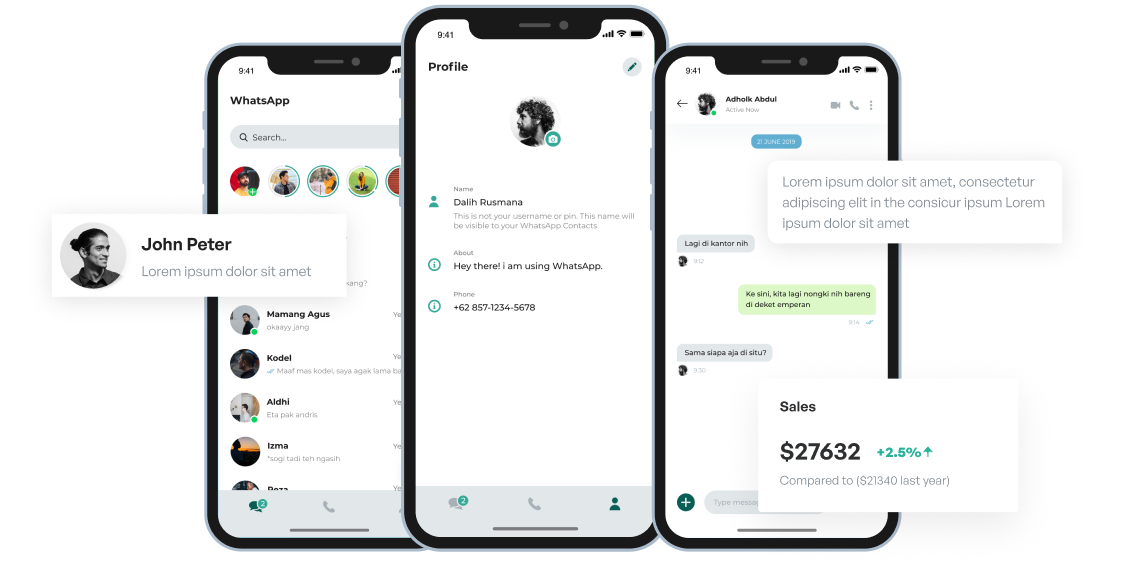 9:41
WhatsApp
Search...
John Peter
Lorem ipsum dolor sit amet
kang?
Mamang Agus
Ye
okaayy jang
Kodel
Ye
Maaf mas kodel, saya agak lama ba
Aldhi
Ye
Eta pak andris
Izma
Ye
*sogi tadi teh ngasih
Reza
Ye
2
9:41
Profile
Name
Dalih Rusmana
This is not your username or pin. This name will
be visible to your WhatsApp Contacts
About
Hey there! i am using WhatsApp.
Phone
+62 857-1234-5678
2
9:41
Adholk Abdul
Active Now
21 JUNE 2019
Lorem ipsum dolor sit amet, consectetur
adipiscing elit in the consicur ipsum Lorem
ipsum dolor sit amet
Lagi di kantor nih
9:12
Ke sini, kita lagi nongki nih bareng
di deket emperan
9:14
Sama siapa aja di situ?
9:30
Sales
$27632 +2.5%
Compared to ($21340 last year)
Type messag